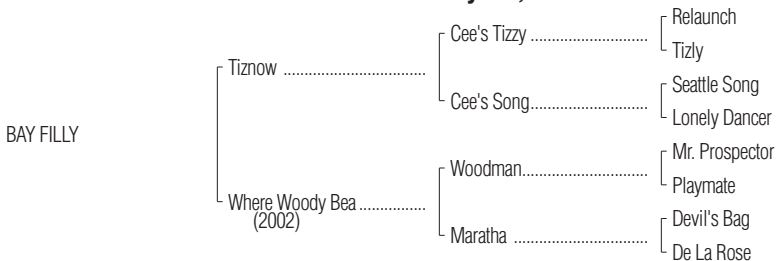 Relaunch
Cee's Tizzy ..............................
Tizly
Tiznow ....................................
Seattle Song
Cee's Song..............................
Lonely Dancer
BAY FILLY
Mr. Prospector
Woodman................................
Playmate
Where Woody Bea .................
(2002)
Devil's Bag
Maratha ..................................
De La Rose